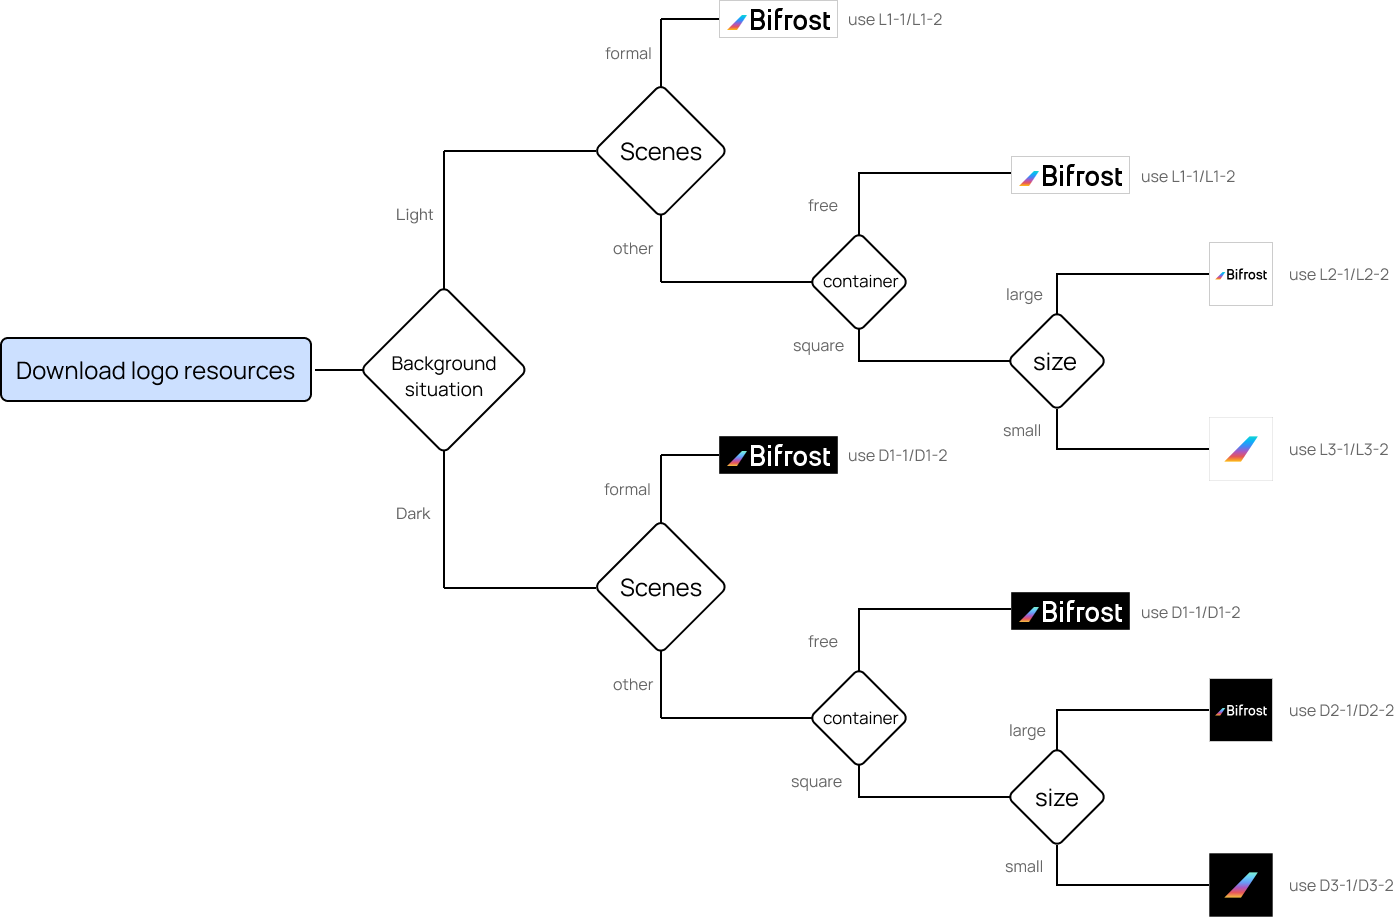 Bifrost use L1-1/L1-2
formal
Scenes
Bifrost use L1-1/L1-2
free
Light
other
container
Bifrost use L2-1/L2-2
large
square
size
Download logo resources
Background
situation
small
use L3-1/L3-2
Bifrost use D1-1/D1-2
formal
Dark
Scenes
Bifrost use D1-1/D1-2
free
other
container
Bifrost use D2-1/D2-2
large
square
size
small
use D3-1/D3-2